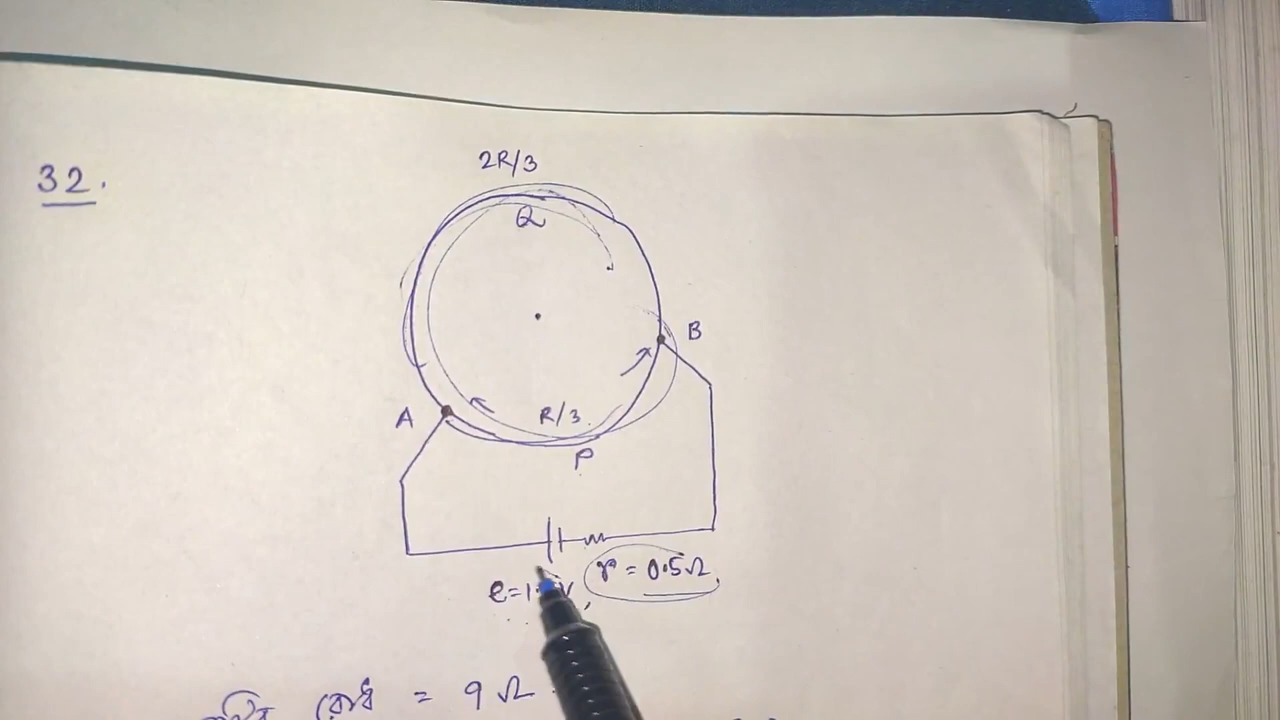 32.
2R/3
Q
B
A
R/3.
P
r = 0.5Ω,
রোধ = 9 Ω